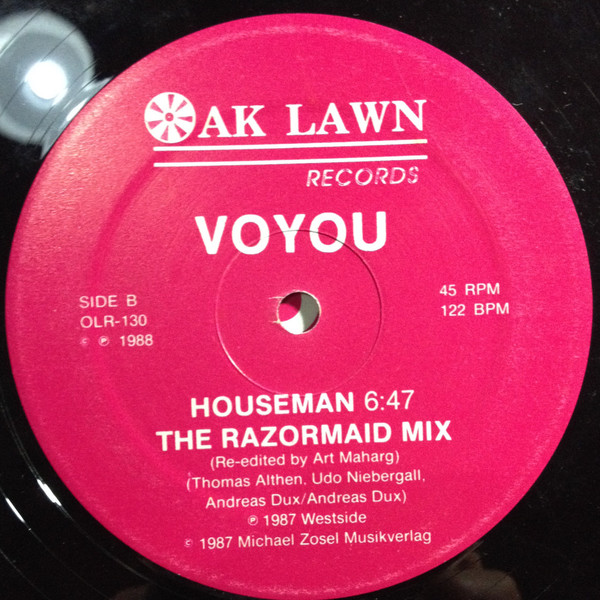 OAK LAWN
RECORDS
VOYOU
SIDE B
OLR-130
© ℗ 1988
45 RPM
122 BPM
HOUSEMAN 6:47
THE RAZORMAID MIX
(Re-edited by Art Maharg)
(Thomas Althen, Udo Niebergall,
Andreas Dux/Andreas Dux)
℗ 1987 Westside
© 1987 Michael Zosel Musikverlag